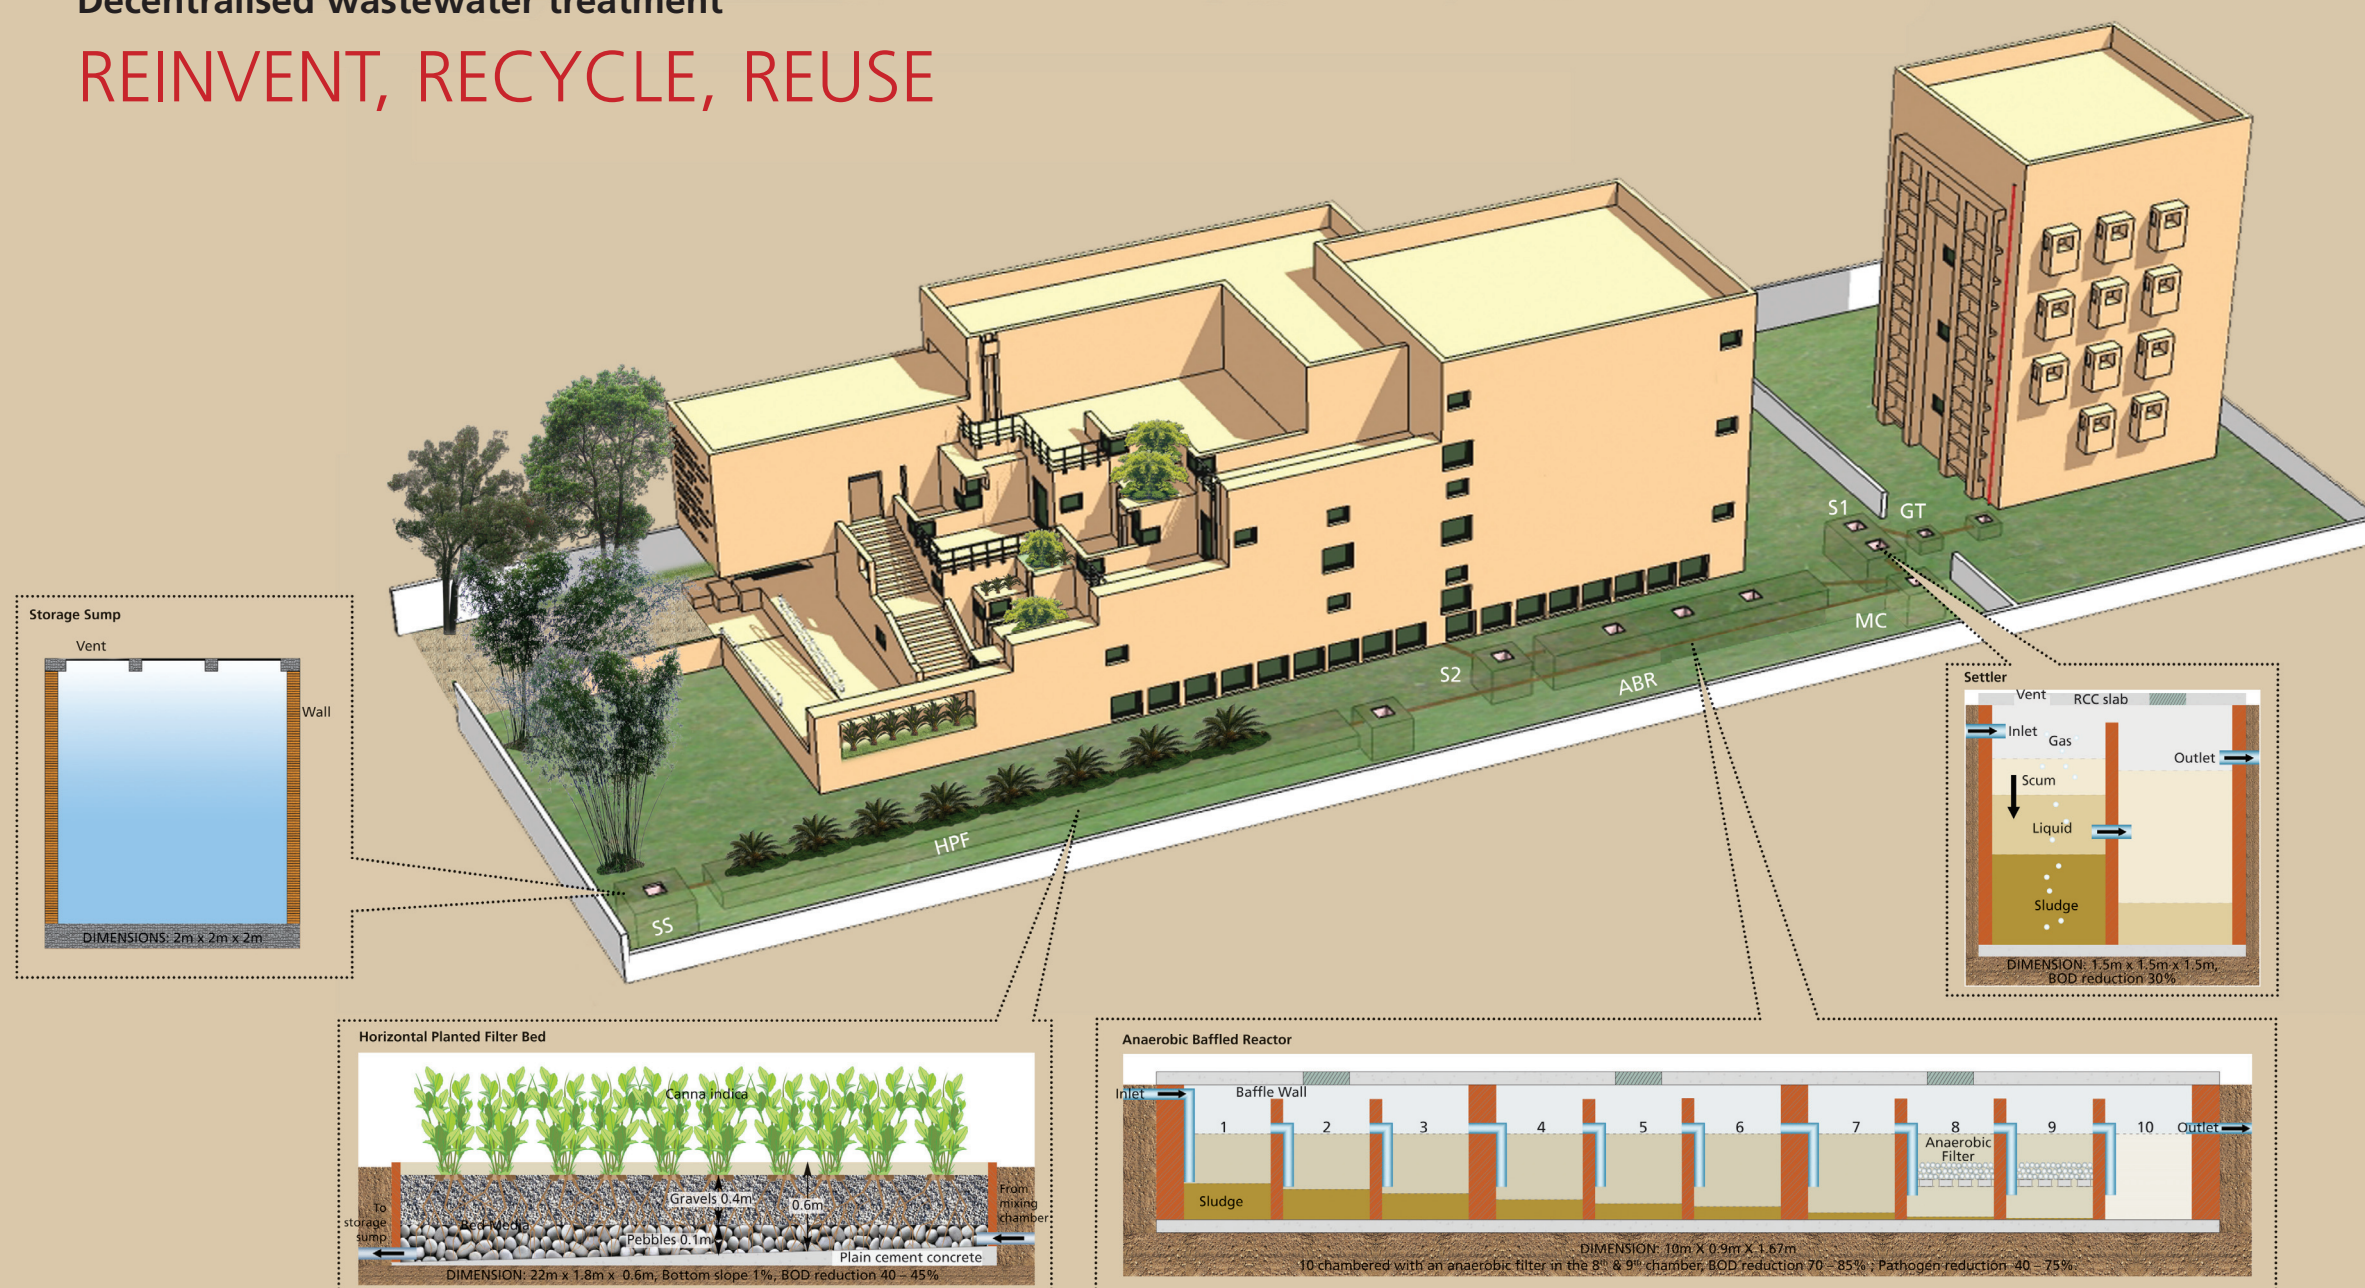 Decentralised wastewater treatment
REINVENT, RECYCLE, REUSE
S1
GT
MC
S2
ABR
HPF
SS
Storage Sump
Vent
Wall
DIMENSIONS: 2m x 2m x 2m
Settler
Vent
RCC slab
Inlet
Gas
Outlet
Scum
Liquid
Sludge
DIMENSION: 1.5m x 1.5m x 1.5m,
BOD reduction 30%
Horizontal Planted Filter Bed
Canna indica
Gravels 0.4m
0.6m
From
mixing
chamber
To
storage
sump
Bed Media
Pebbles 0.1m
Plain cement concrete
DIMENSION: 22m x 1.8m x 0.6m, Bottom slope 1%, BOD reduction 40 – 45%
Anaerobic Baffled Reactor
Inlet
Baffle Wall
1 2 3 4 5 6 7 8 9 10
Outlet
Anaerobic
Filter
Sludge
DIMENSION: 10m X 0.9m X 1.67m
10 chambered with an anaerobic filter in the 8th & 9th chamber, BOD reduction 70 – 85% ; Pathogen reduction 40 – 75%.